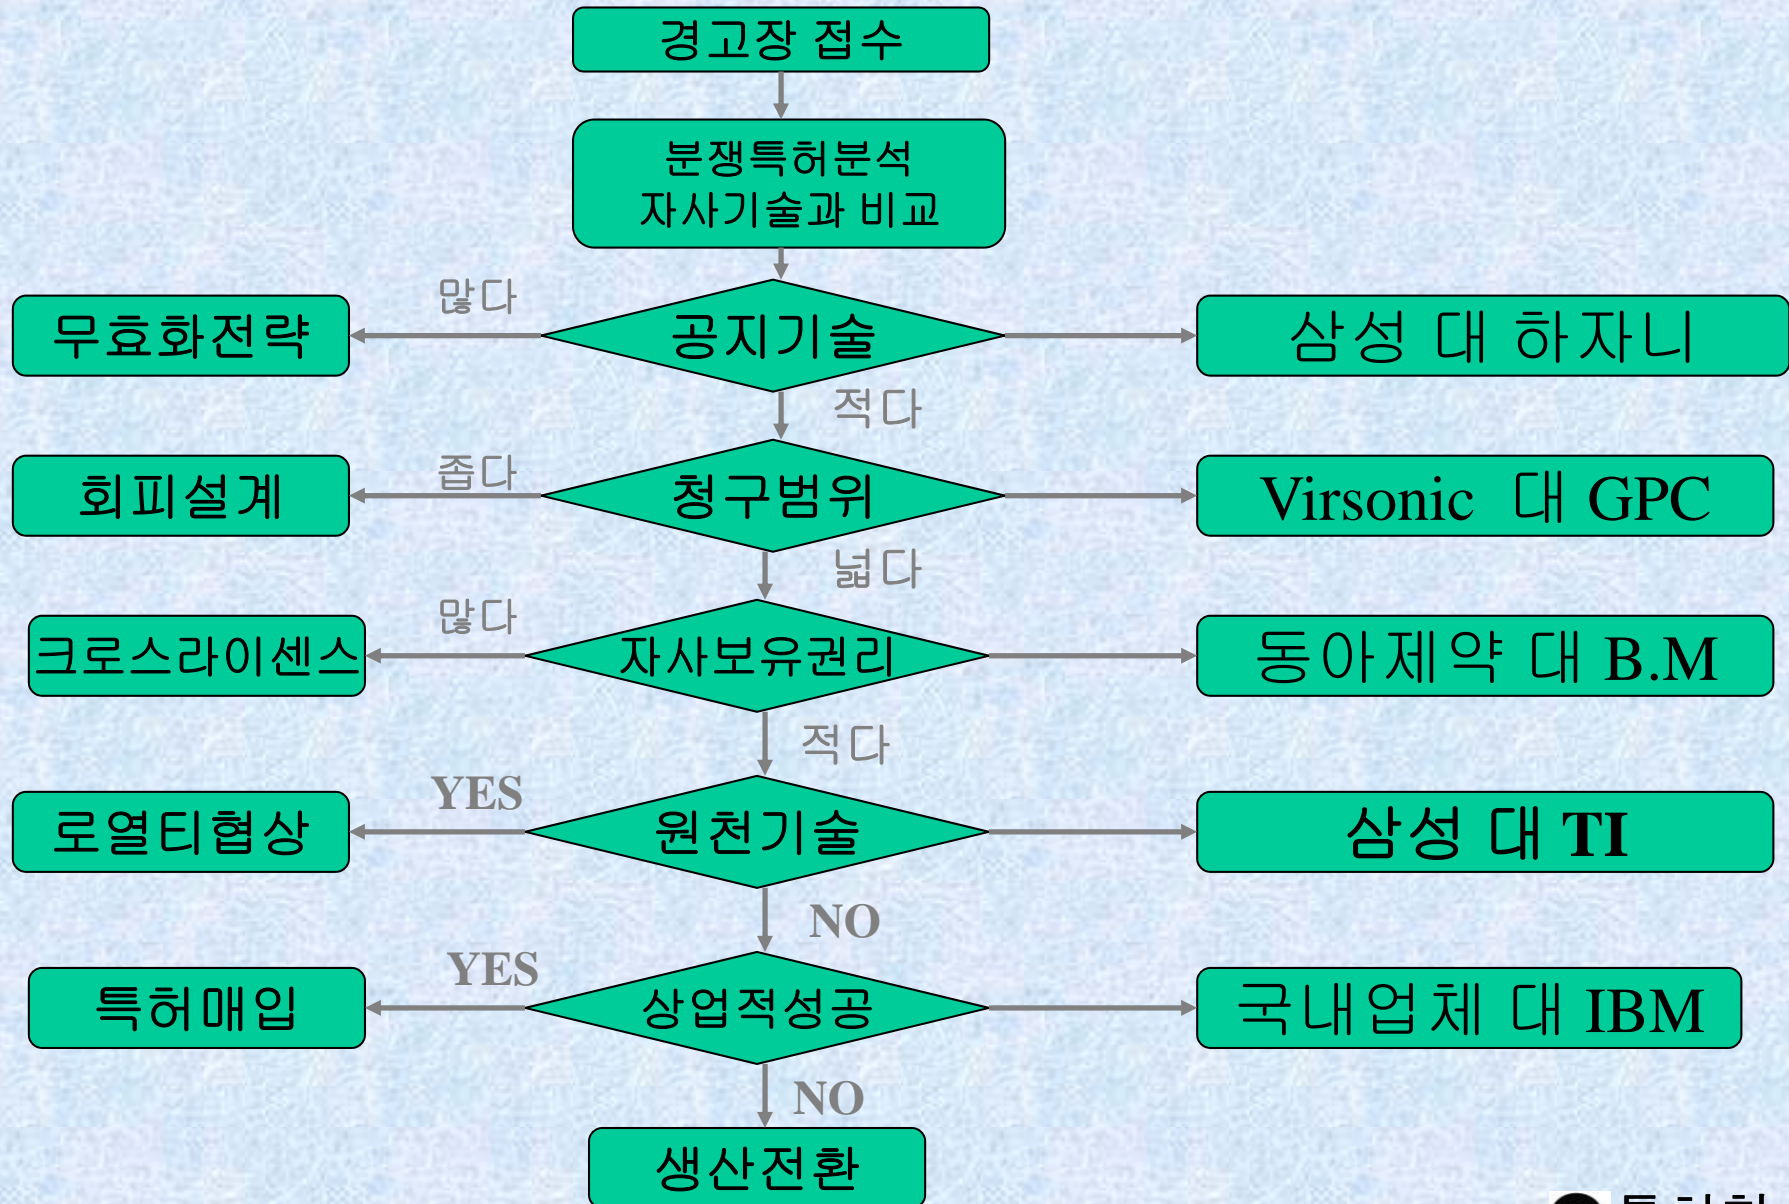 경고장 접수
분쟁특허분석
자사기술과 비교
많다
무효화전략
공지기술
삼성 대 하자니
적다
좁다
회피설계
청구범위
Virsonic 대 GPC
넓다
많다
크로스라이센스
자사보유권리
동아제약 대 B.M
적다
YES
로열티협상
원천기술
삼성 대 TI
NO
YES
특허매입
상업적성공
국내업체 대 IBM
NO
생산전환